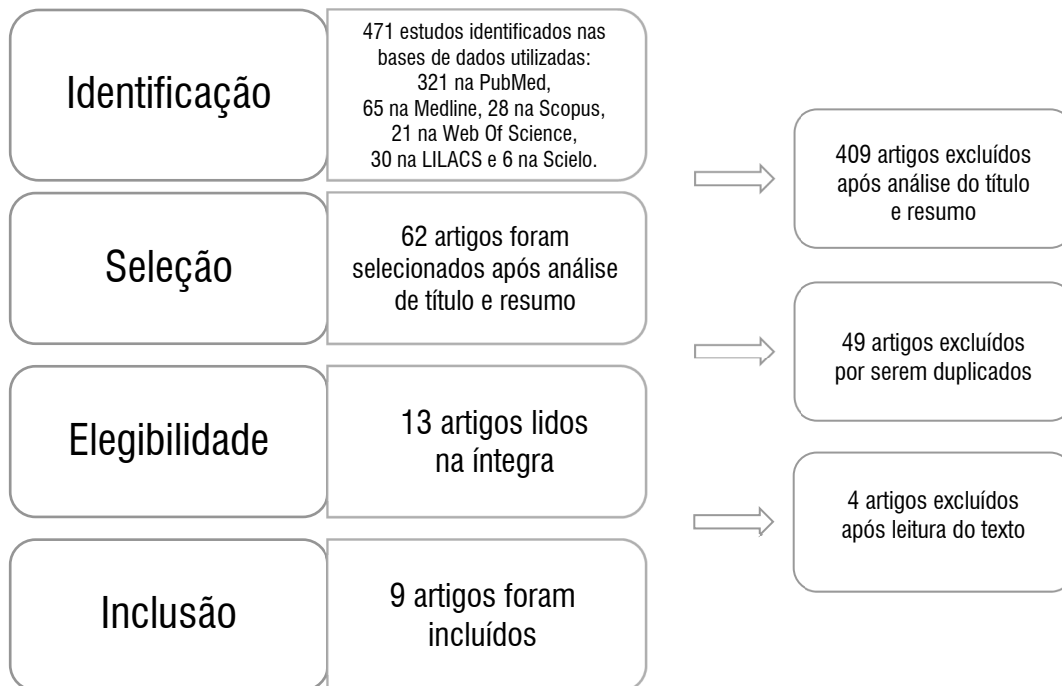 Identificação
471 estudos identificados nas
bases de dados utilizadas:
321 na PubMed,
65 na Medline, 28 na Scopus,
21 na Web Of Science,
30 na LILACS e 6 na Scielo.
409 artigos excluídos
após análise do título
e resumo
Seleção
62 artigos foram
selecionados após análise
de título e resumo
49 artigos excluídos
por serem duplicados
Elegibilidade
13 artigos lidos
na íntegra
4 artigos excluídos
após leitura do texto
Inclusão
9 artigos foram
incluídos